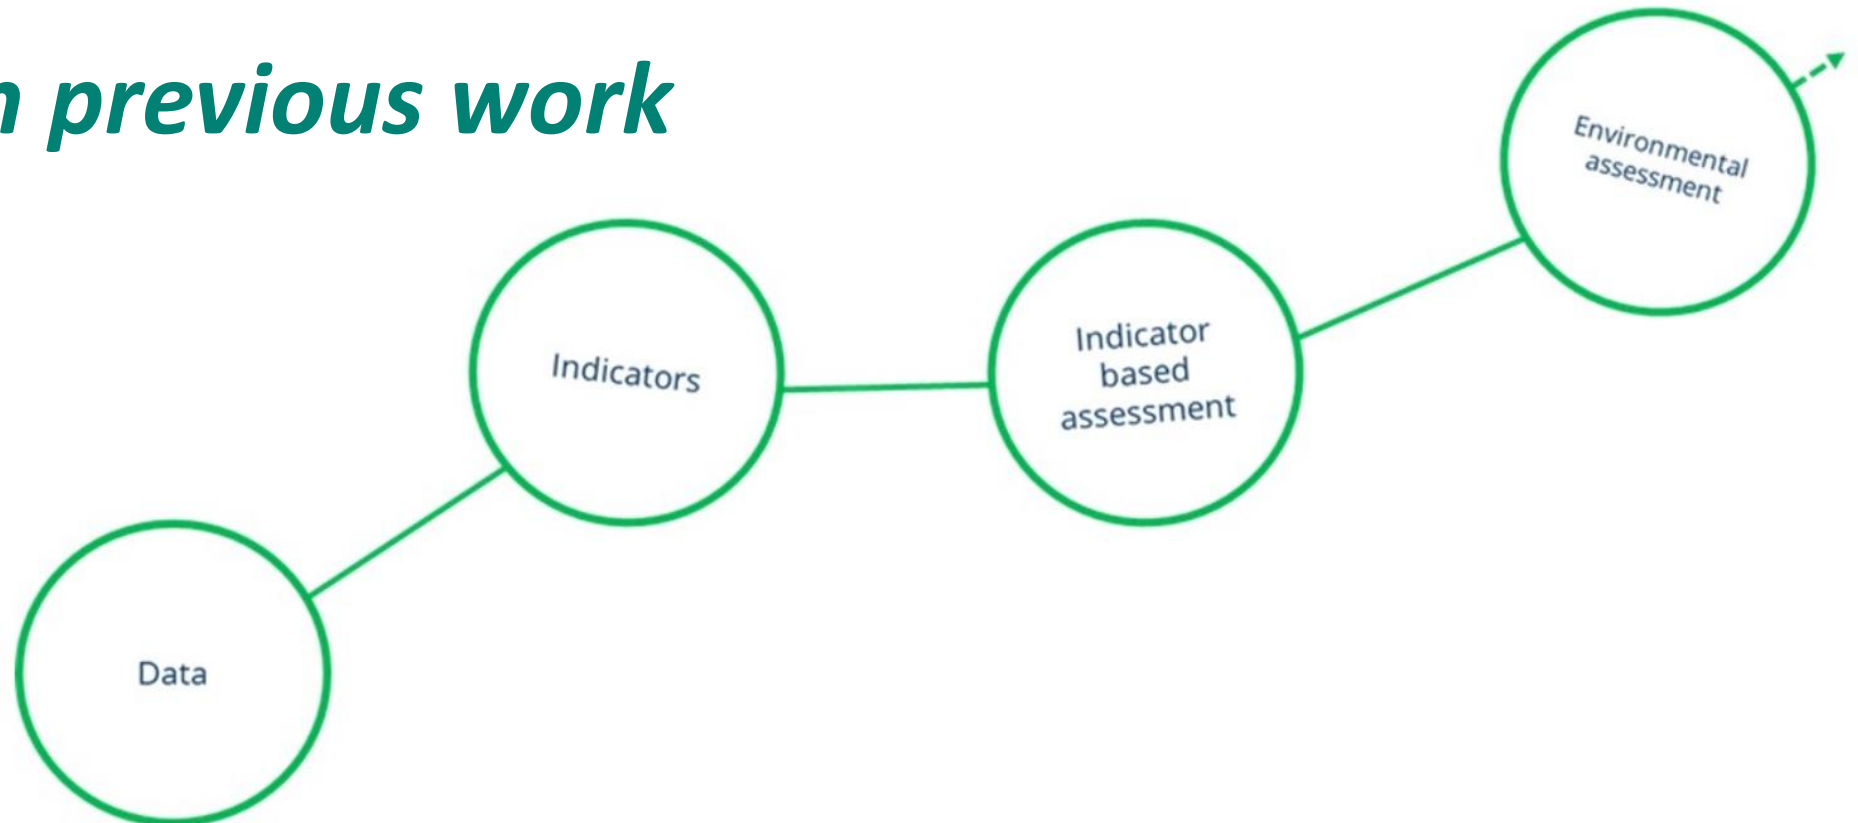 n previous work
Environmental
assessment
Indicators
Indicator
based
assessment
Data